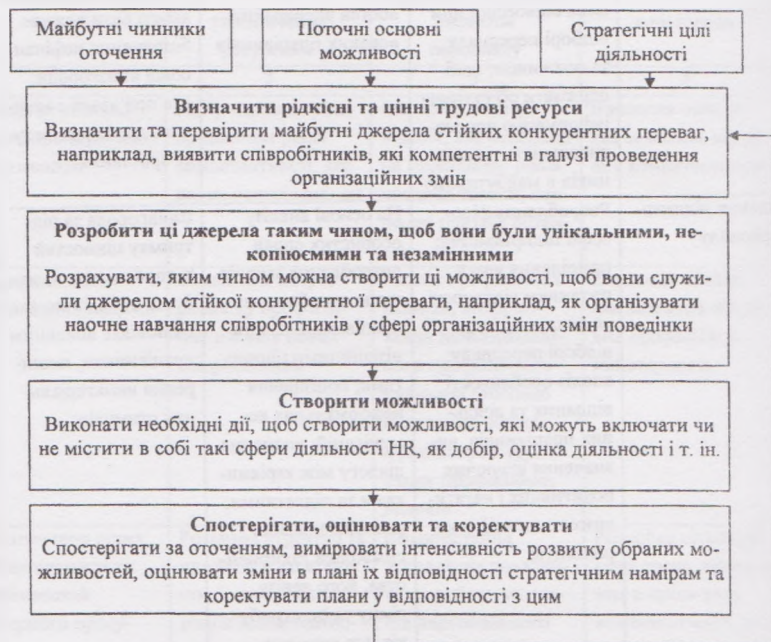 Майбутні чинники
Поточні основні
можливості
Стратегічні цілі
діяльності
Визначити рідкісні та цінні трудові ресурси
Визначити та перевірити майбутні джерела стійких конкурентних переваг,
наприклад, виявити співробітників, які компетентні в галузі проведення
організаційних змін
Розробити ці джерела таким чином, щоб вони були унікальними, не-
копіюємими та незамінними
Розрахувати, яким чином можна створити ці можливості, щоб вони служи-
ли джерелом стійкої конкурентної переваги, наприклад, як організувати
наочне навчання співробітників у сфері організаційних змін поведінки
Створити можливості
Виконати необхідні дії, щоб створити можливості, які можуть включати чи
не містити в собі такі сфери діяльності HR, як добір, оцінка діяльності і т. ін.
Спостерігати, оцінювати та коректувати
Спостерігати за оточенням, вимірювати інтенсивність розвитку обраних мо-
жливостей, оцінювати зміни в рівні їх відповідності стратегічним намірам та
коректувати плани у відповідності з цим